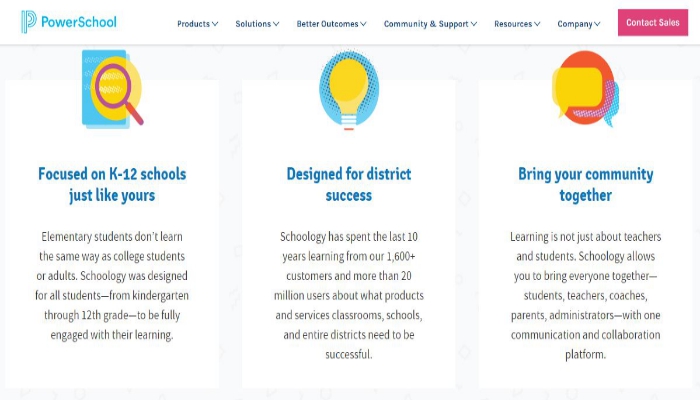 PowerSchool
Products
Solutions
Better Outcomes
Community & Support
Resources
Company
Contact Sales
Focused on K-12 schools
just like yours
Elementary students don't learn
the same way as college students
or adults. Schoology was designed
for all students—from kindergarten
through 12th grade—to be fully
engaged with their learning.
Designed for district
success
Schoology has spent the last 10
years learning from our 1,600+
customers and more than 20
million users about what products
and services classrooms, schools,
and entire districts need to be
successful.
Bring your community
together
Learning is not just about teachers
and students. Schoology allows
you to bring everyone together—
students, teachers, coaches,
parents, administrators—with one
communication and collaboration
platform.